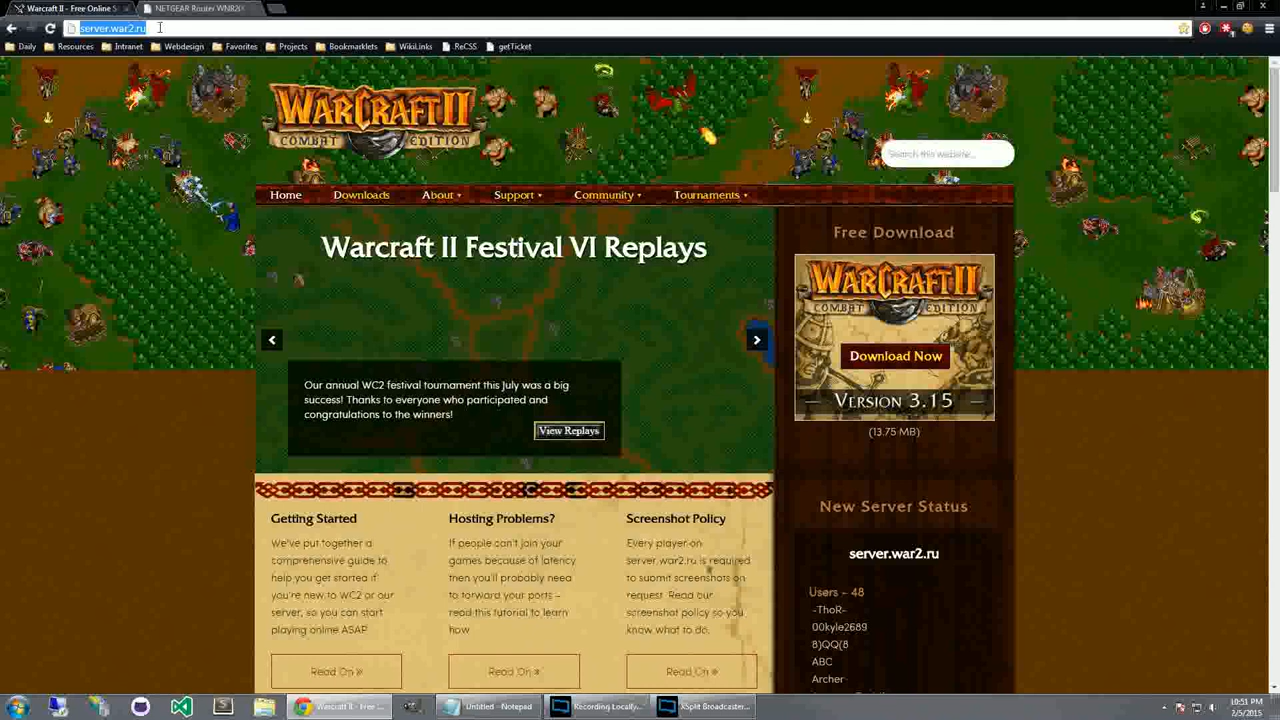 Warcraft II - Free Online S
NETGEAR Router WNR2
server.war2.ru
Daily
Resources
Intranet
Webdesign
Favorites
Projects
Bookmarklets
WikiLinks
ReCSS
getTicket
WARCRAFT II
COMBAT EDITION
Search this website...
Home
Downloads
About
Support
Community
Tournaments
Warcraft II Festival VI Replays
Our annual WC2 festival tournament this July was a big
success! Thanks to everyone who participated and
congratulations to the winners!
View Replays
Free Download
WARCRAFT II
COMBAT EDITION
Download Now
VERSION 3.15
(13.75 MB)
Getting Started
We've put together a
comprehensive guide to
help you get started if
you're new to WC2 or our
server, so you can start
playing online ASAP
Read On »
Hosting Problems?
If people can't join your
games because of latency
then you'll probably need
to forward your ports -
read this tutorial to learn
how
Read On »
Screenshot Policy
Every player on
server.war2.ru is required
to submit screenshots on
request. Read our
screenshot policy so you
know what to do.
Read On »
New Server Status
server.war2.ru
Users - 48
-ThoR-
00kyle2689
8)QQ(8
ABC
Archer
Warcraft II - Free ...
Untitled - Notepad
Recording Locally...
XSplit Broadcaster...
10:51 PM
2/5/2015